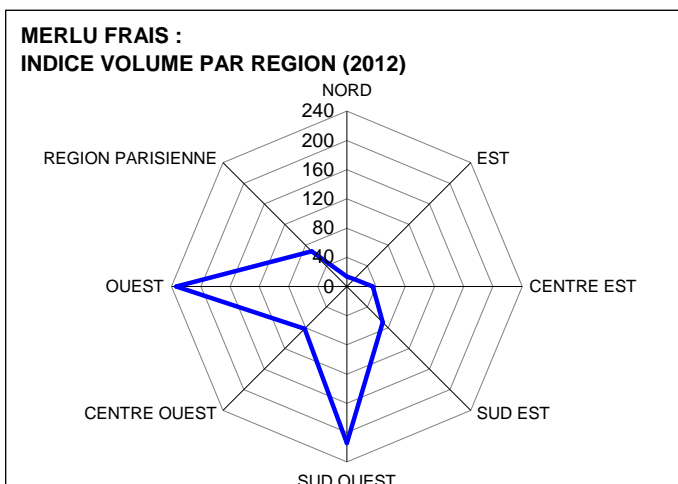 MERLU FRAIS :
INDICE VOLUME PAR REGION (2012)
NORD
240
200
160
120
80
40
0
REGION PARISIENNE
EST
OUEST
CENTRE EST
CENTRE OUEST
SUD EST
SUD OUEST